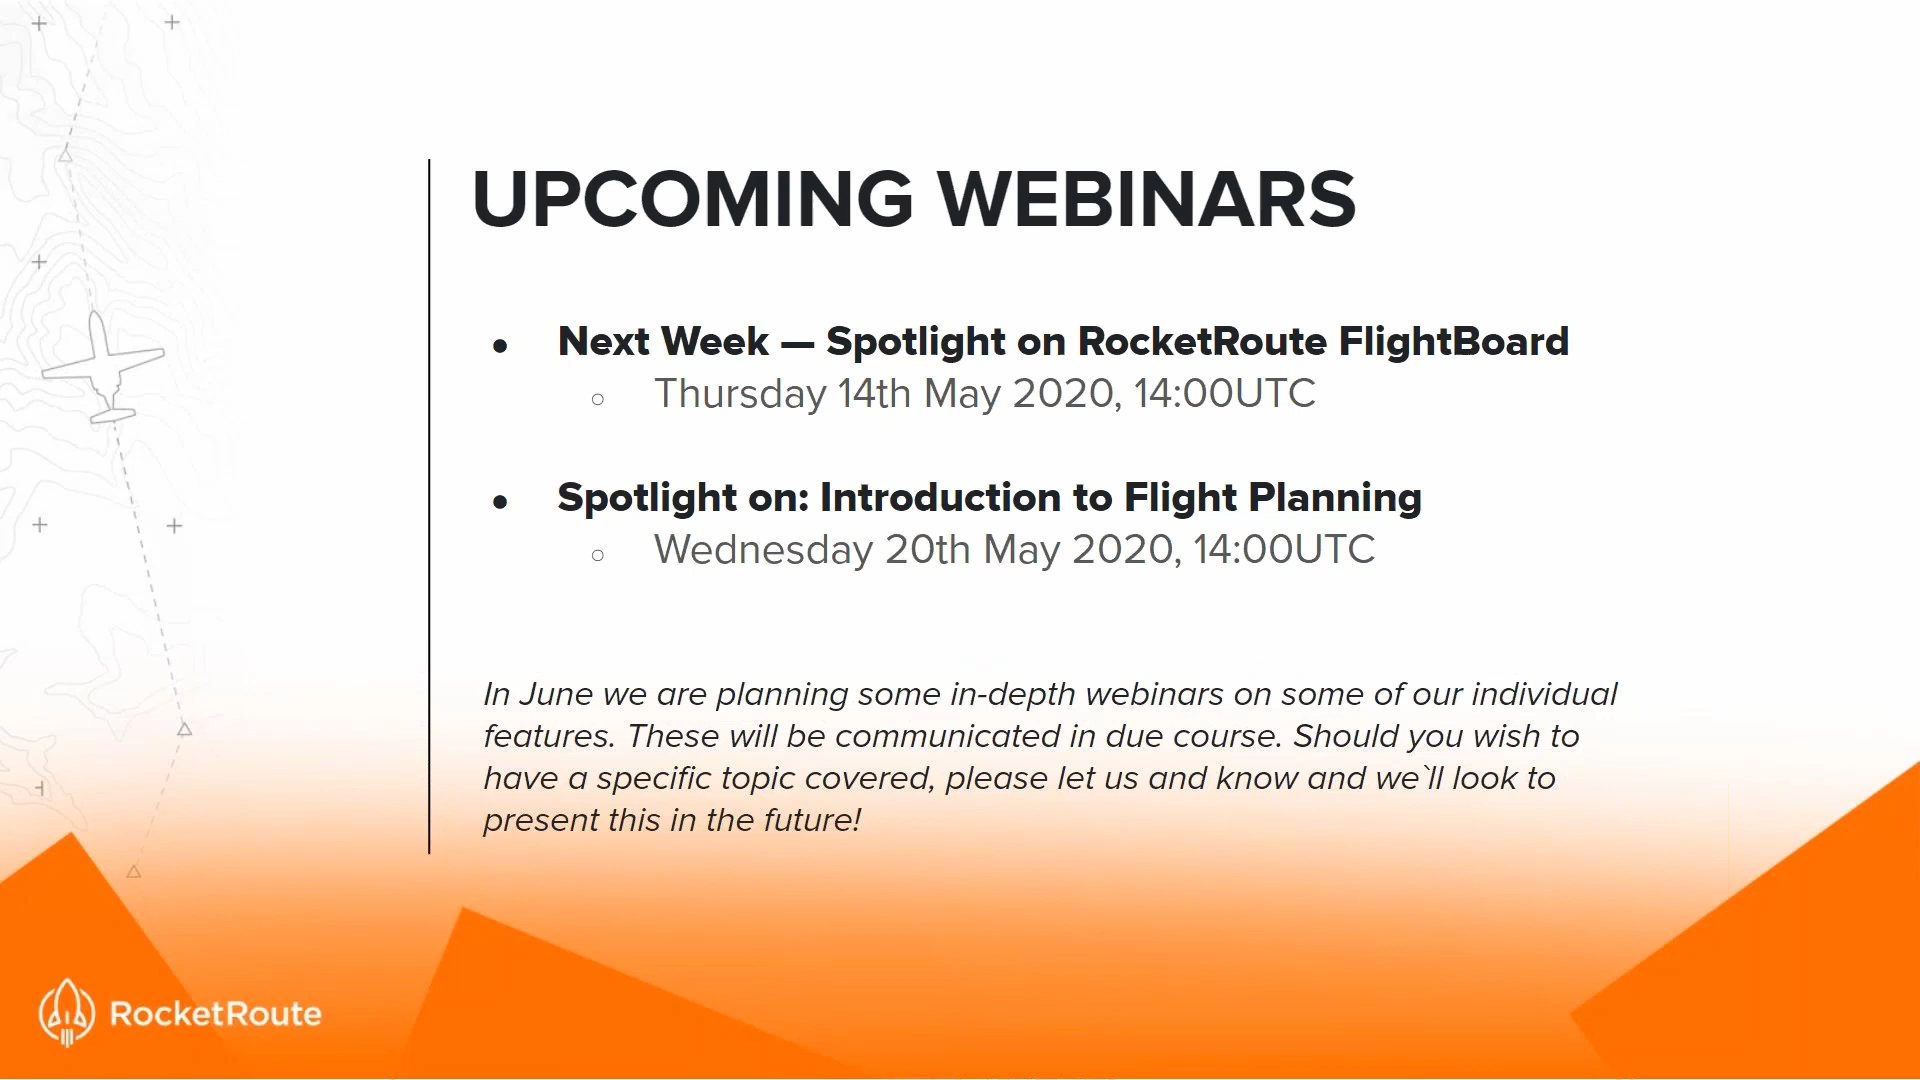 UPCOMING WEBINARS
● Next Week — Spotlight on RocketRoute FlightBoard
○ Thursday 14th May 2020, 14:00UTC
● Spotlight on: Introduction to Flight Planning
○ Wednesday 20th May 2020, 14:00UTC
In June we are planning some in-depth webinars on some of our individual
features. These will be communicated in due course. Should you wish to
have a specific topic covered, please let us and know and we`ll look to
present this in the future!
RocketRoute